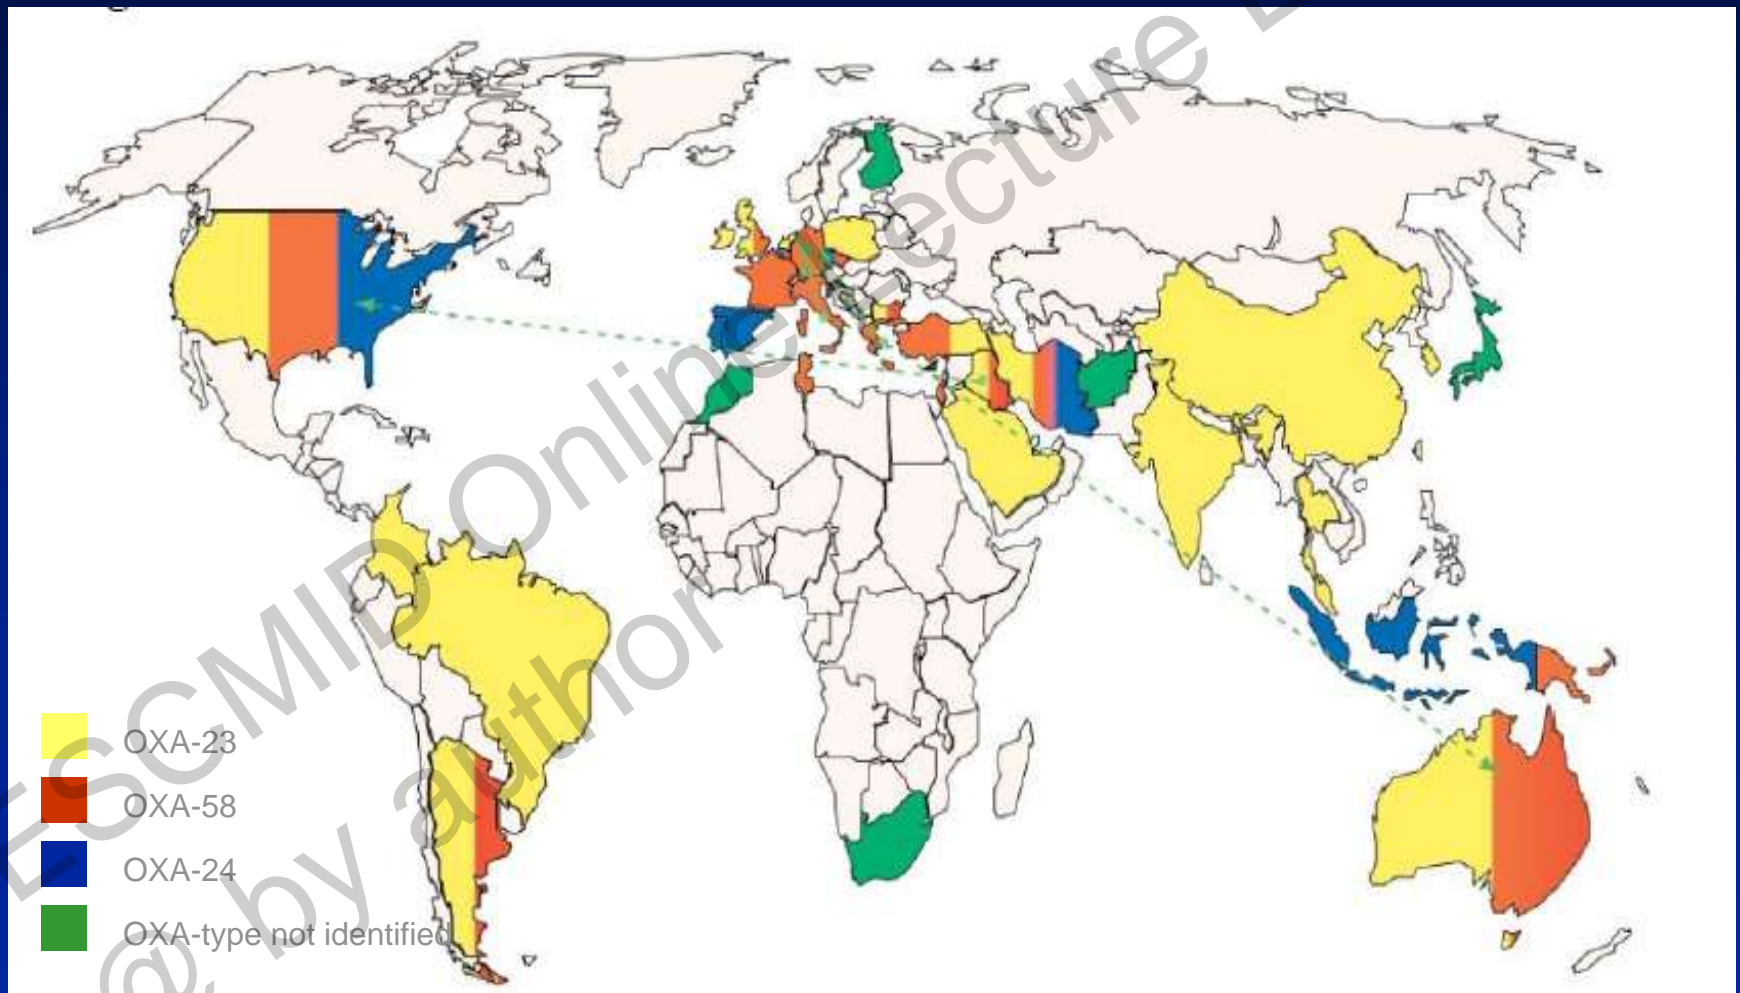 ESCMID Online Lecture
@ by author
OXA-23
OXA-58
OXA-24
OXA-type not identified